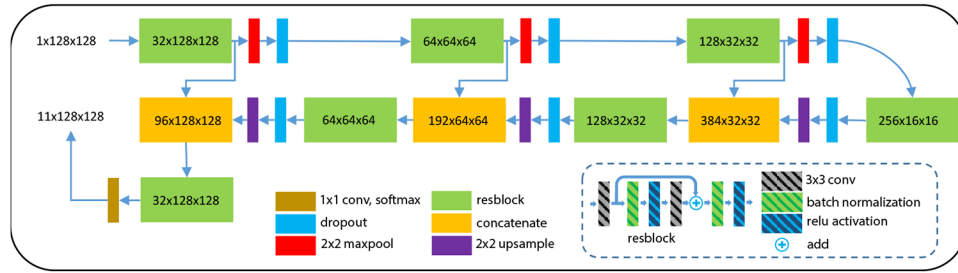 1x128x128
32x128x128
64x64x64
128x32x32
11x128x128
96x128x128
64x64x64
192x64x64
128x32x32
384x32x32
256x16x16
32x128x128
1x1 conv, softmax
resblock
dropout
concatenate
2x2 maxpool
2x2 upsample
resblock
3x3 conv
batch normalization
relu activation
add